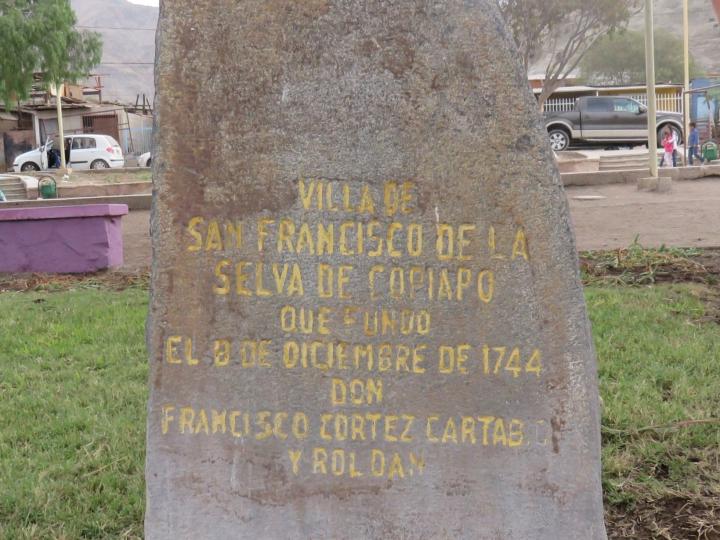 VILLA DE
SAN FRANCISCO DE LA
SELVA DE COPIAPO
QUE FUNDO
EL 8 DE DICIEMBRE DE 1744
DON
FRANCISCO CORTEZ
Y ROLDAN